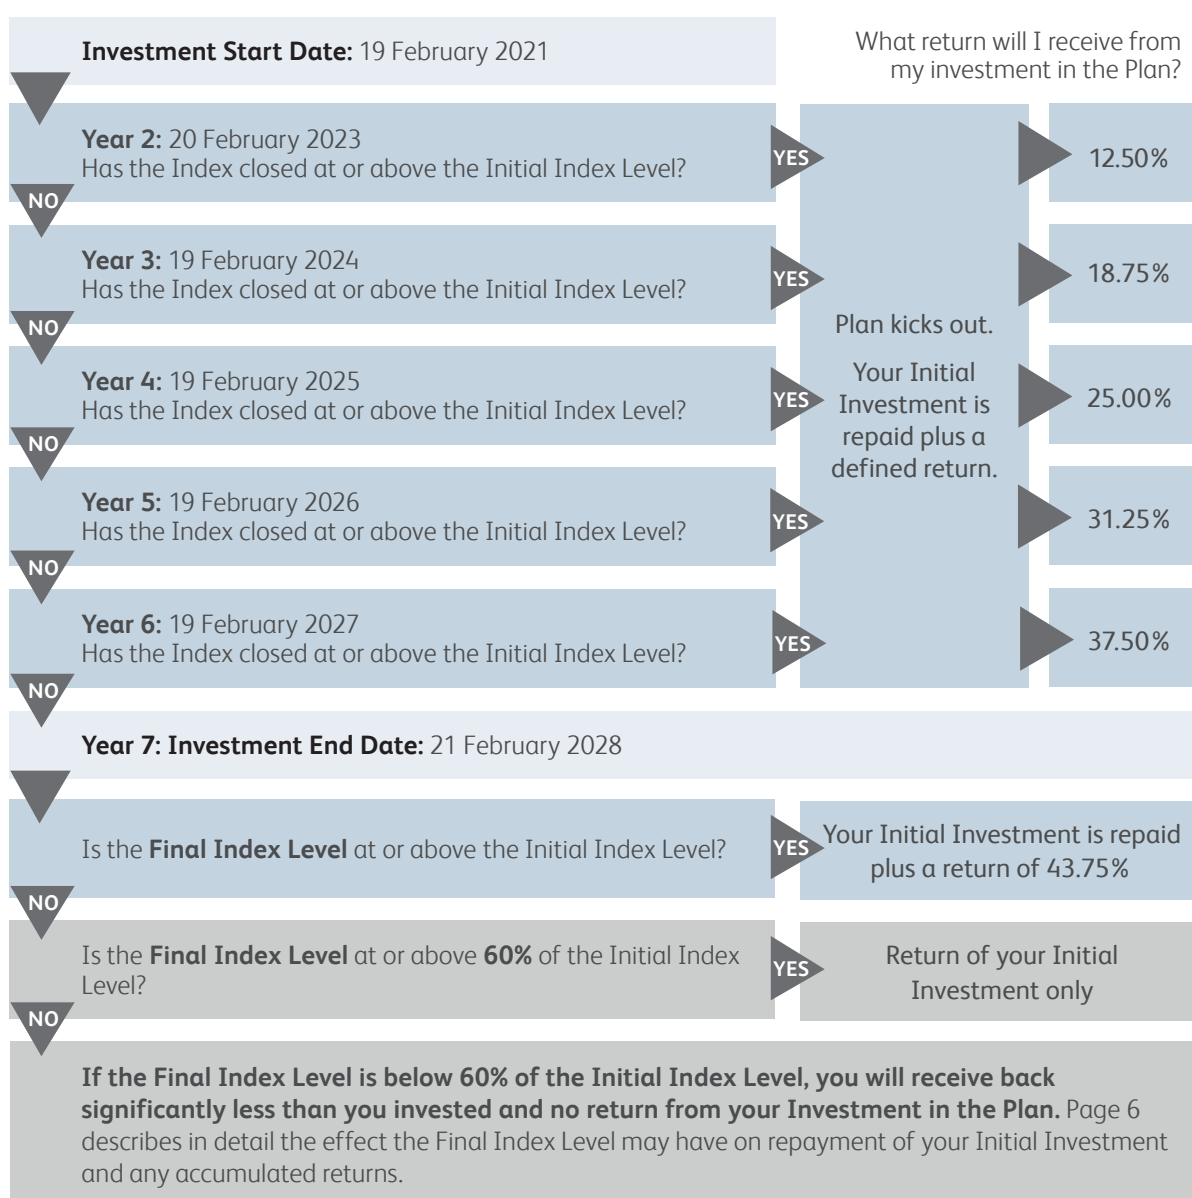 Investment Start Date: 19 February 2021
What return will I receive from
my investment in the Plan?
Year 2: 20 February 2023
Has the Index closed at or above the Initial Index Level?
YES
12.50%
NO
Year 3: 19 February 2024
Has the Index closed at or above the Initial Index Level?
YES
18.75%
NO
Plan kicks out.
Your Initial
Investment is
repaid plus a
defined return.
Year 4: 19 February 2025
Has the Index closed at or above the Initial Index Level?
YES
25.00%
NO
Year 5: 19 February 2026
Has the Index closed at or above the Initial Index Level?
YES
31.25%
NO
Year 6: 19 February 2027
Has the Index closed at or above the Initial Index Level?
YES
37.50%
NO
Year 7: Investment End Date: 21 February 2028
Is the Final Index Level at or above the Initial Index Level?
YES
Your Initial Investment is repaid
plus a return of 43.75%
NO
Is the Final Index Level at or above 60% of the Initial Index
Level?
YES
Return of your Initial
Investment only
NO
If the Final Index Level is below 60% of the Initial Index Level, you will receive back
significantly less than you invested and no return from your Investment in the Plan. Page 6
describes in detail the effect the Final Index Level may have on repayment of your Initial Investment
and any accumulated returns.